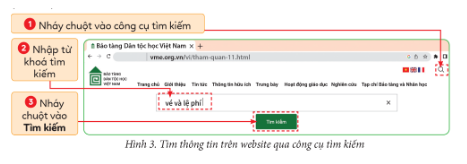 1 Nháy chuột vào công cụ tìm kiếm
2 Nhập từ
khoá tìm
kiếm
Bảo tàng Dân tộc học Việt Nam × +
vme.org.vn/vi/tham-quan-11.html
BẢO TÀNG
DÂN TỘC HỌC
VIỆT NAM
Trang chủ Giới thiệu Tin tức Thông tin hữu ích Trưng bày Hoạt động giáo dục Nghiên cứu Tạp chí Bảo tàng và Nhân học
vé và lệ phí ×
3 Nháy
chuột vào
Tìm kiếm
Tìm kiếm
Hình 3. Tìm thông tin trên website qua công cụ tìm kiếm